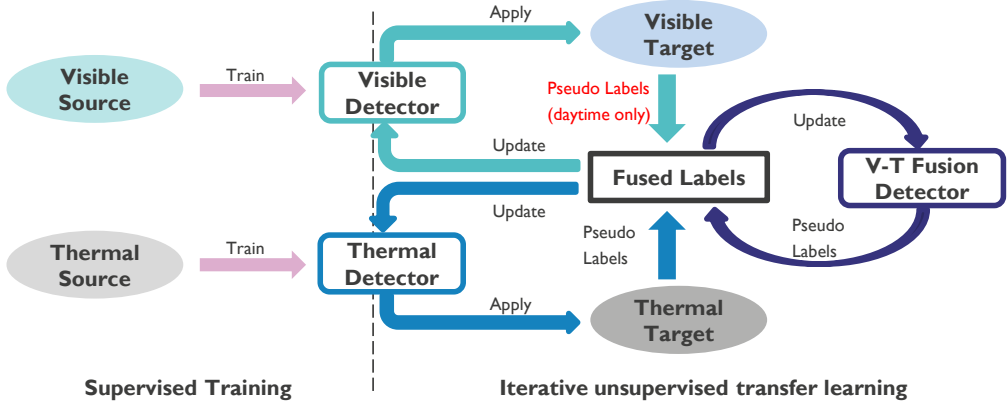 Apply
Visible
Target
Visible
Source
Train
Visible
Detector
Pseudo Labels
(daytime only)
Update
Update
Fused Labels
V-T Fusion
Detector
Update
Pseudo
Labels
Pseudo
Labels
Thermal
Source
Train
Thermal
Detector
Apply
Thermal
Target
Supervised Training
Iterative unsupervised transfer learning